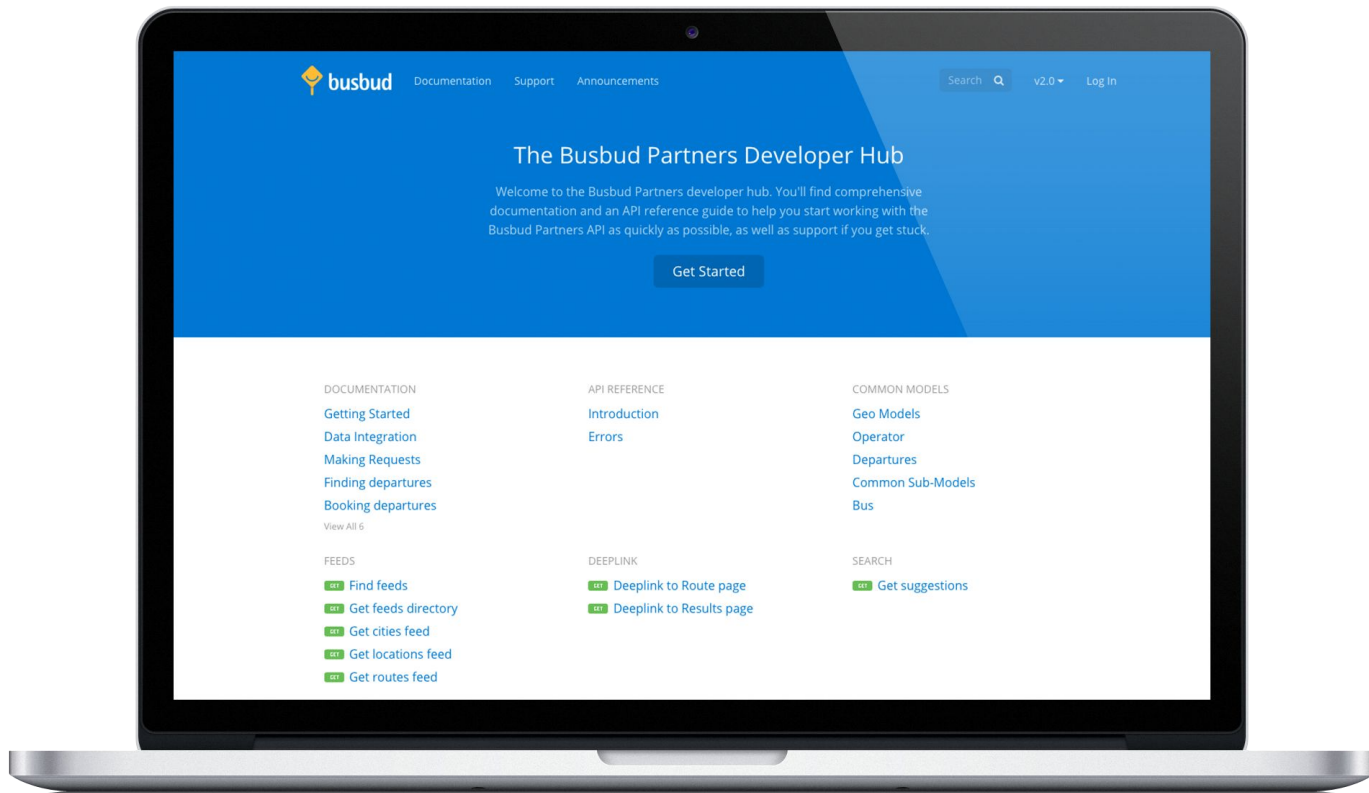 busbud Documentation Support Announcements Search v2.0 Log In
The Busbud Partners Developer Hub
Welcome to the Busbud Partners developer hub. You'll find comprehensive
documentation and an API reference guide to help you start working with the
Busbud Partners API as quickly as possible, as well as support if you get stuck.
Get Started
DOCUMENTATION
Getting Started
Data Integration
Making Requests
Finding departures
Booking departures
View All 6
API REFERENCE
Introduction
Errors
COMMON MODELS
Geo Models
Operator
Departures
Common Sub-Models
Bus
FEEDS
GET Find feeds
GET Get feeds directory
GET Get cities feed
GET Get locations feed
GET Get routes feed
DEEPLINK
GET Deeplink to Route page
GET Deeplink to Results page
SEARCH
GET Get suggestions